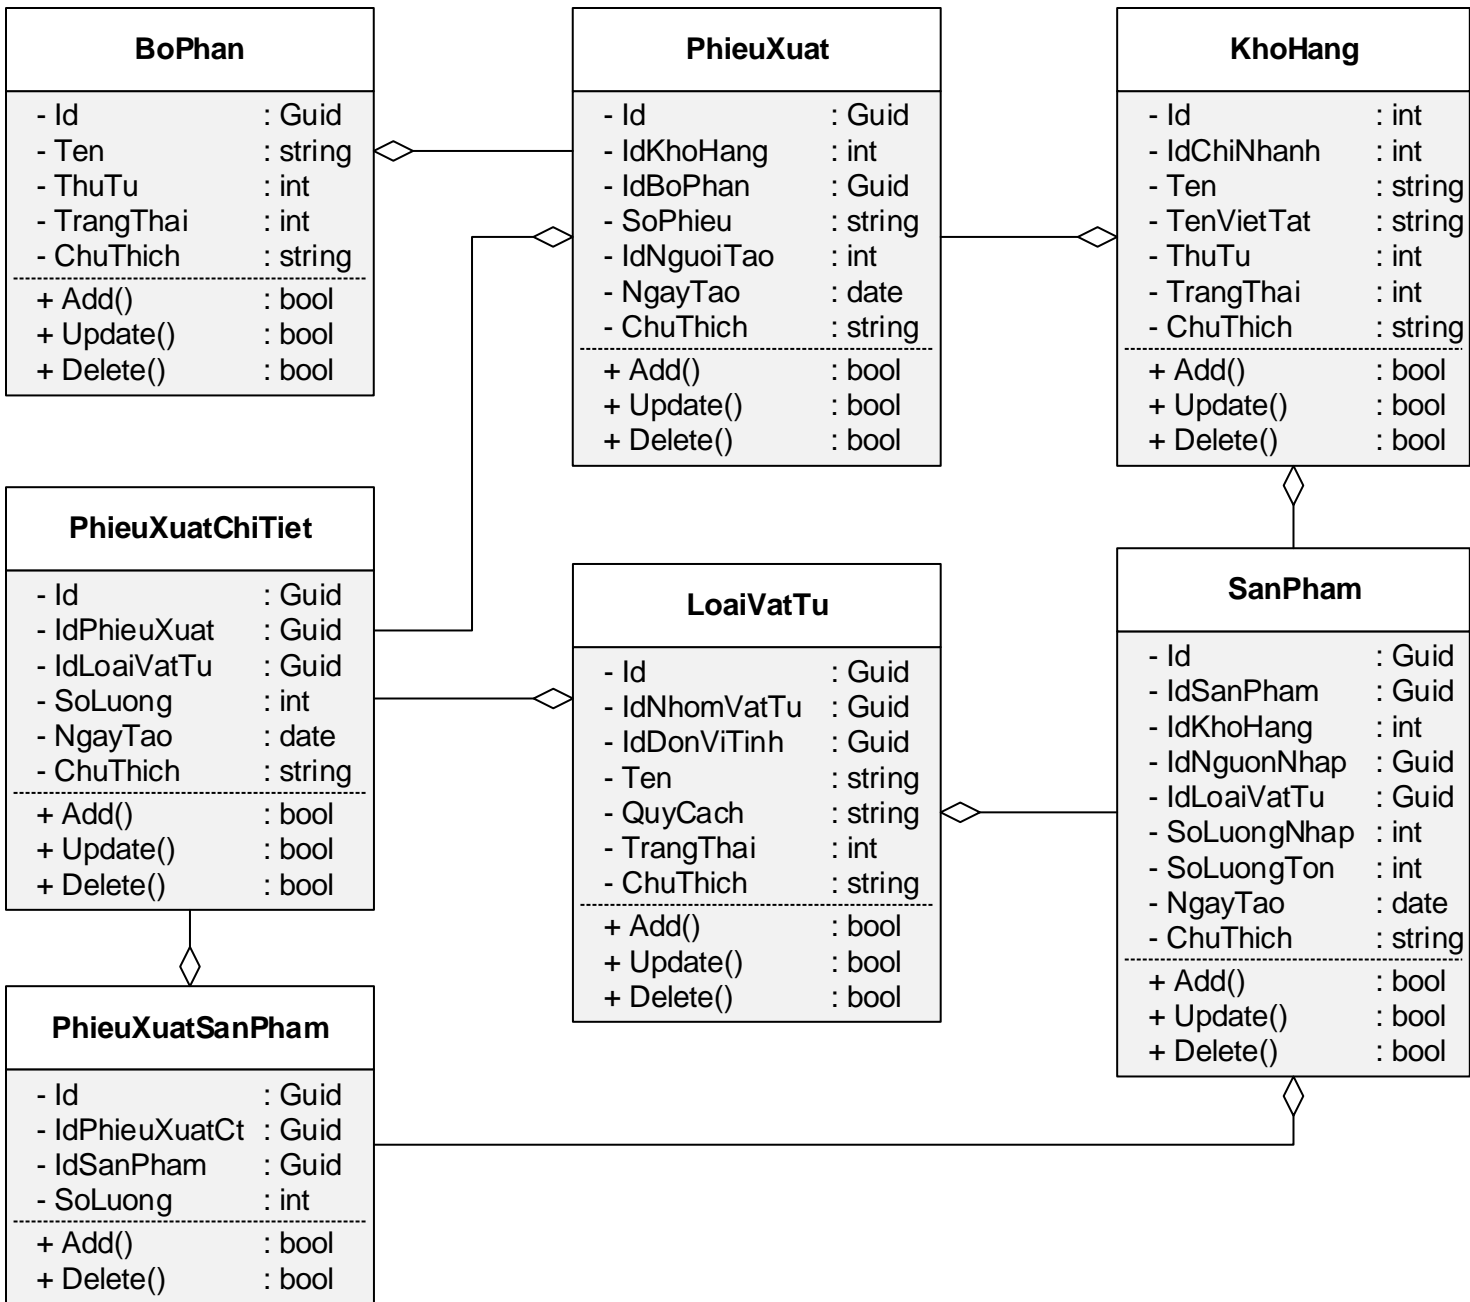 BoPhan
- Id : Guid
- Ten : string
- ThuTu : int
- TrangThai : int
- ChuThich : string
+ Add() : bool
+ Update() : bool
+ Delete() : bool
PhieuXuat
- Id : Guid
- IdKhoHang : int
- IdBoPhan : Guid
- SoPhieu : string
- IdNguoiTao : int
- NgayTao : date
- ChuThich : string
+ Add() : bool
+ Update() : bool
+ Delete() : bool
KhoHang
- Id : int
- IdChiNhanh : int
- Ten : string
- TenVietTat : string
- ThuTu : int
- TrangThai : int
- ChuThich : string
+ Add() : bool
+ Update() : bool
+ Delete() : bool
PhieuXuatChiTiet
- Id : Guid
- IdPhieuXuat : Guid
- IdLoaiVatTu : Guid
- SoLuong : int
- NgayTao : date
- ChuThich : string
+ Add() : bool
+ Update() : bool
+ Delete() : bool
LoaiVatTu
- Id : Guid
- IdNhomVatTu : Guid
- IdDonViTinh : Guid
- Ten : string
- QuyCach : string
- TrangThai : int
- ChuThich : string
+ Add() : bool
+ Update() : bool
+ Delete() : bool
SanPham
- Id : Guid
- IdSanPham : Guid
- IdKhoHang : int
- IdNguonNhap : Guid
- IdLoaiVatTu : Guid
- SoLuongNhap : int
- SoLuongTon : int
- NgayTao : date
- ChuThich : string
+ Add() : bool
+ Update() : bool
+ Delete() : bool
PhieuXuatSanPham
- Id : Guid
- IdPhieuXuatCt : Guid
- IdSanPham : Guid
- SoLuong : int
+ Add() : bool
+ Delete() : bool